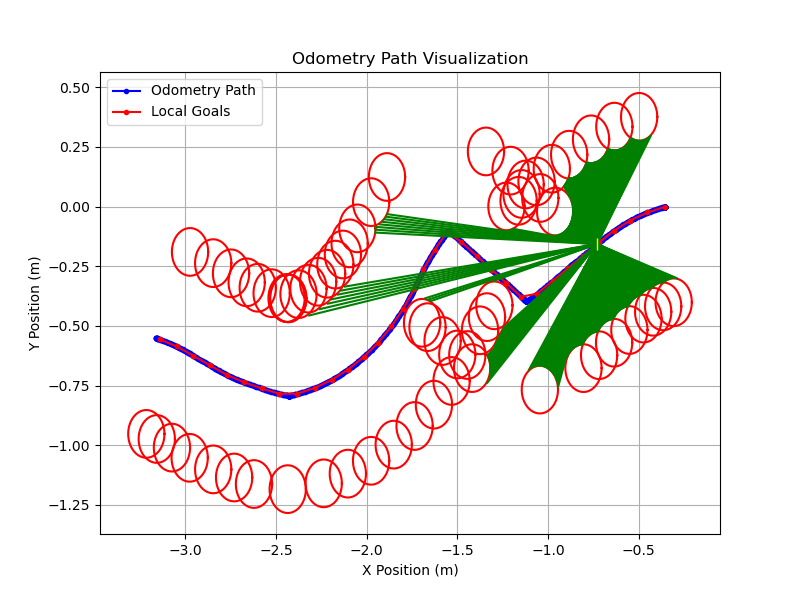 Odometry Path Visualization
Odometry Path
Local Goals
0.50
0.25
0.00
−0.25
−0.50
−0.75
−1.00
−1.25
Y Position (m)
−3.0 −2.5 −2.0 −1.5 −1.0 −0.5
X Position (m)